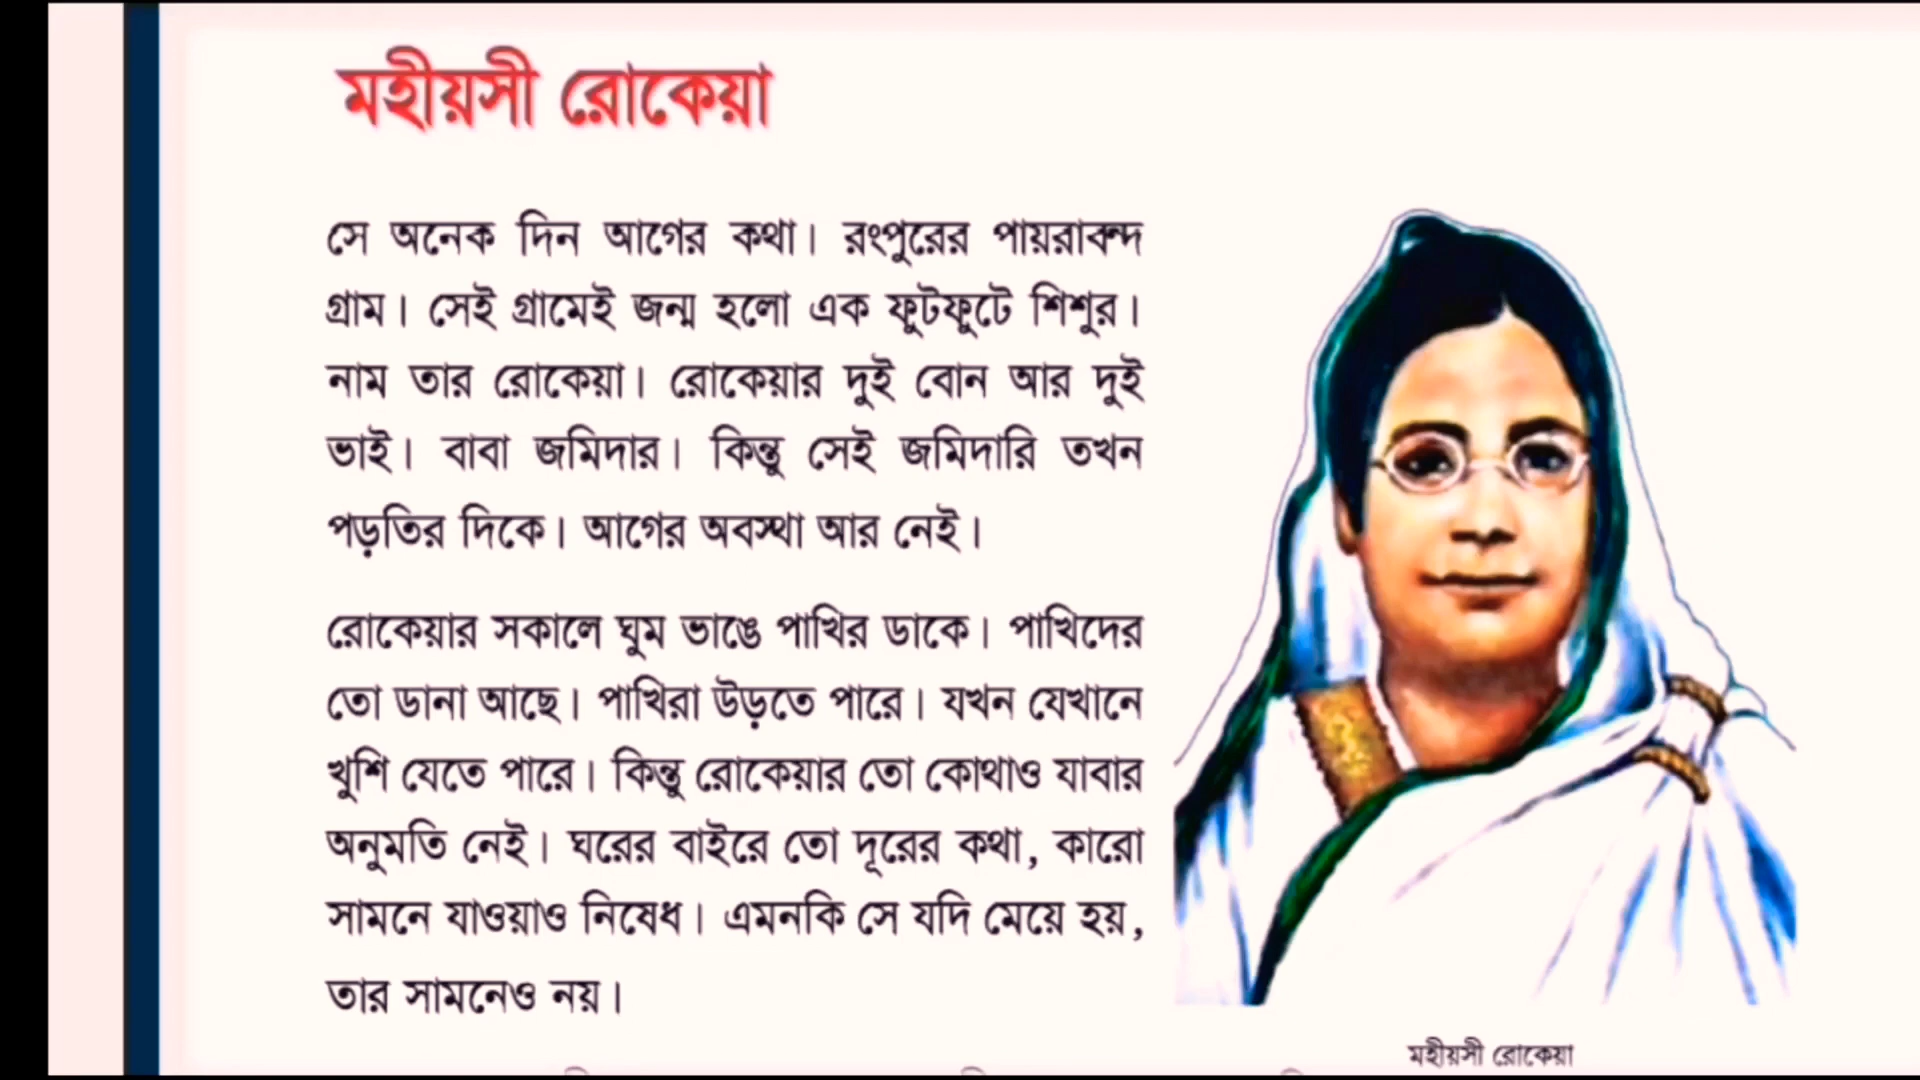 মহীয়সী রোকেয়া
সে অনেক দিন আগের কথা। রংপুরের পায়রাবন্দ
গ্রাম। সেই গ্রামেই জন্ম হলো এক ফুটফুটে শিশুর।
নাম তার রোকেয়া। রোকেয়ার দুই বোন আর দুই
ভাই। বাবা জমিদার। কিন্তু সেই জমিদারি তখন
পড়তির দিকে। আগের অবস্থা আর নেই।
রোকেয়ার সকালে ঘুম ভাঙে পাখির ডাকে। পাখিদের
তো ডানা আছে। পাখিরা উড়তে পারে। যখন যেখানে
খুশি যেতে পারে। কিন্তু রোকেয়ার তো কোথাও যাবার
অনুমতি নেই। ঘরের বাইরে তো দূরের কথা, কারো
সামনে যাওয়াও নিষেধ। এমনকি সে যদি মেয়ে হয়,
তার সামনেও নয়।
মহীয়সী রোকেয়া